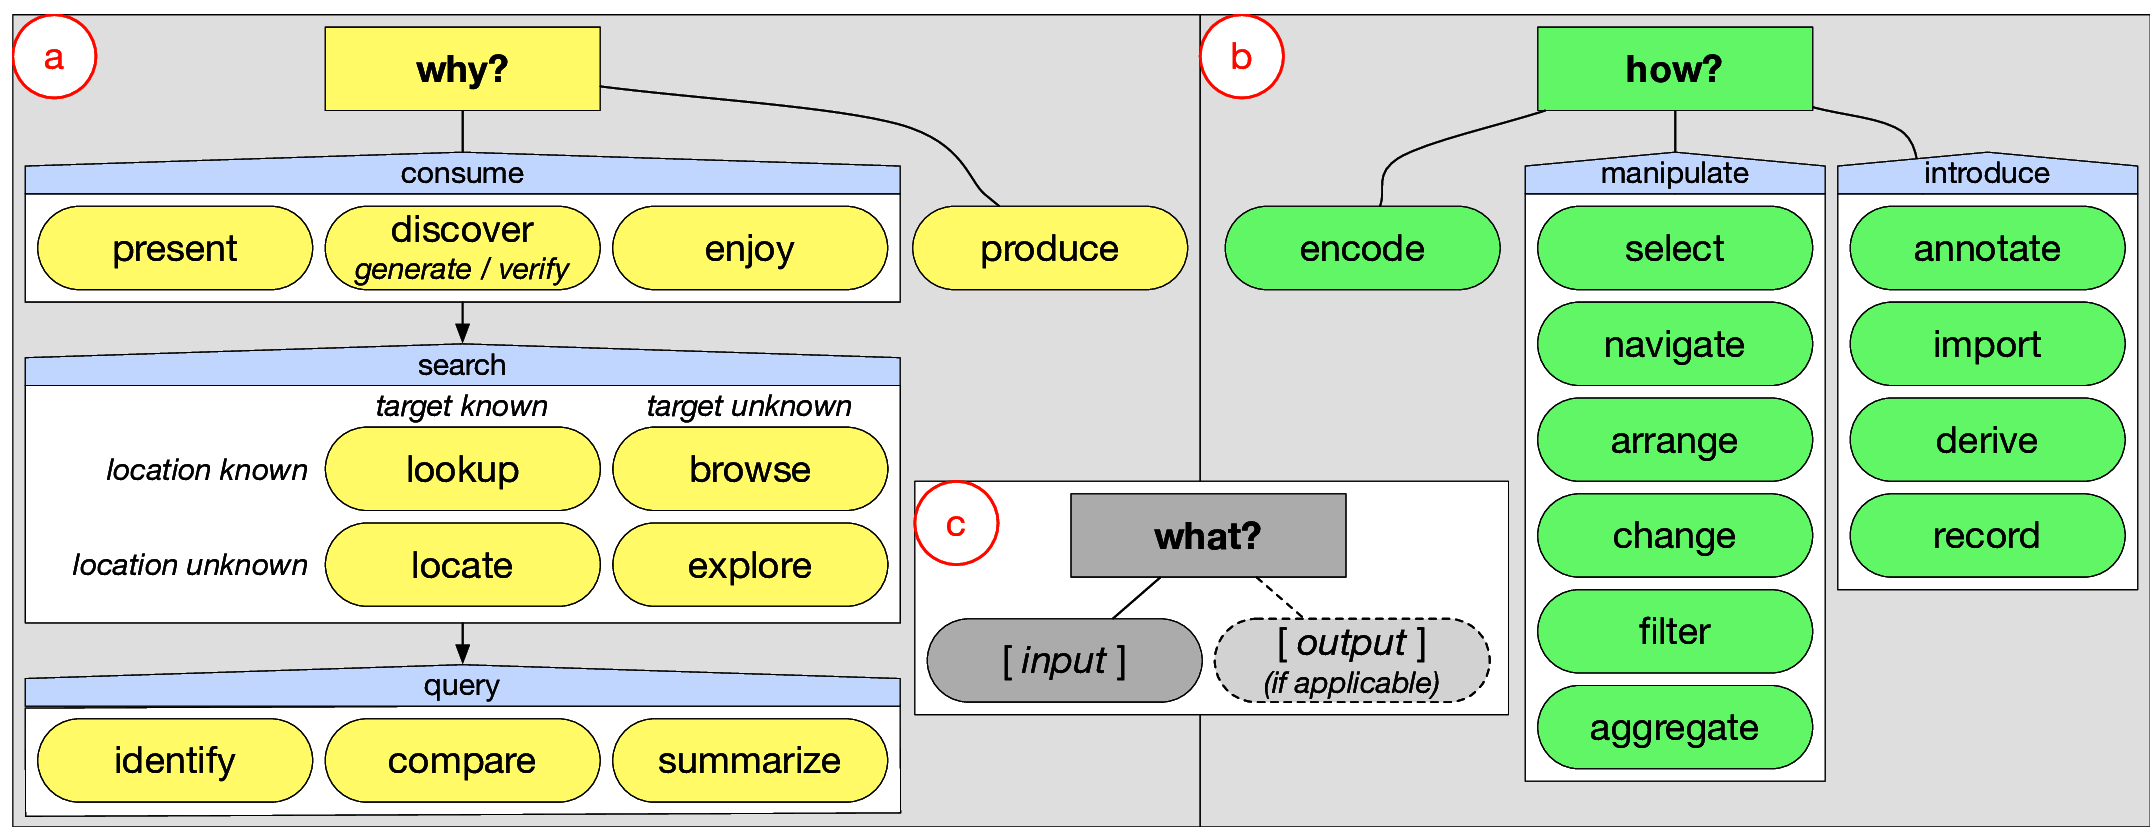 a
why?
consume
present
discover
generate / verify
enjoy
produce
search
target known
target unknown
location known
lookup
browse
location unknown
locate
explore
query
identify
compare
summarize
b
how?
encode
manipulate
select
navigate
arrange
change
filter
aggregate
introduce
annotate
import
derive
record
c
what?
[ input ]
[ output ]
(if applicable)